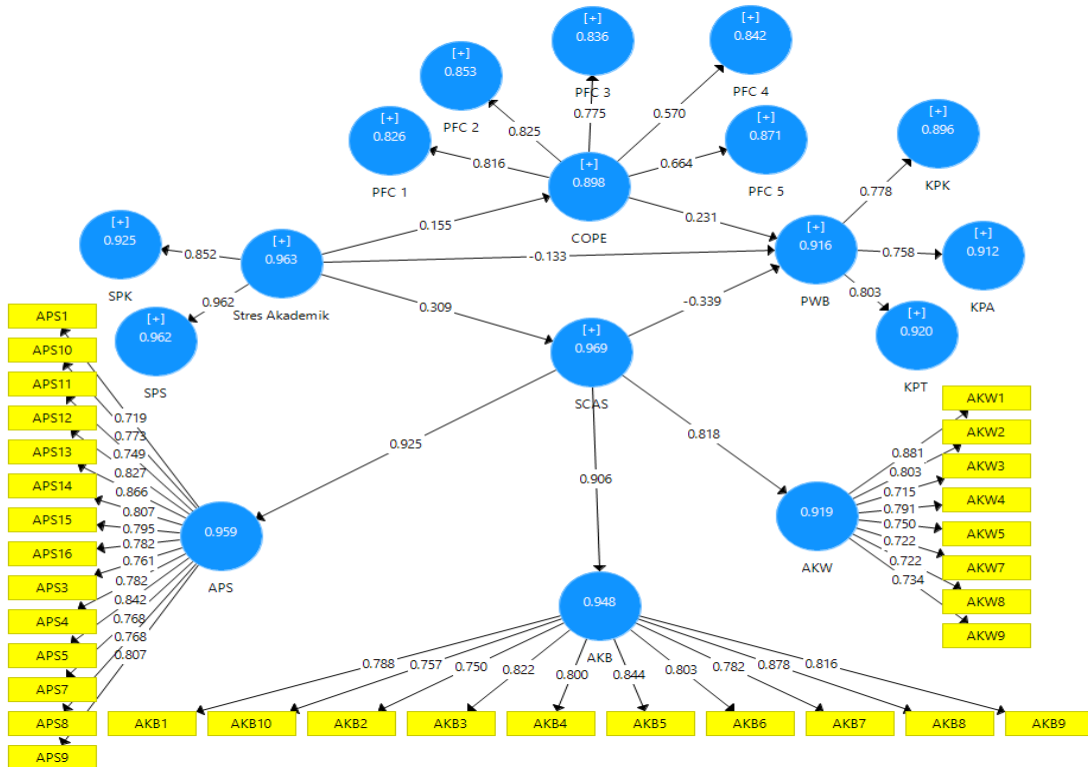 [+]
0.836
PFC 3
[+]
0.842
PFC 4
[+]
0.853
PFC 2
[+]
0.826
PFC 1
[+]
0.871
PFC 5
[+]
0.896
KPK
0.825
0.775
0.570
0.816
0.664
[+]
0.898
COPE
0.778
0.155
0.231
[+]
0.925
SPK
0.852
[+]
0.963
Stres Akademik
-0.133
[+]
0.916
PWB
0.758
[+]
0.912
KPA
0.962
[+]
0.962
SPS
0.309
-0.339
0.803
[+]
0.920
KPT
[+]
0.969
SCAS
0.925
0.906
0.818
APS1
APS10
APS11
APS12
APS13
APS14
APS15
APS16
APS3
APS4
APS5
APS7
APS8
APS9
0.719
0.773
0.749
0.827
0.866
0.807
0.795
0.782
0.761
0.782
0.842
0.768
0.768
0.807
0.959
APS
0.919
AKW
0.881
0.803
0.715
0.791
0.750
0.722
0.722
0.734
AKW1
AKW2
AKW3
AKW4
AKW5
AKW7
AKW8
AKW9
0.948
AKB
0.788
0.757
0.750
0.822
0.800
0.844
0.803
0.782
0.878
0.816
AKB1
AKB10
AKB2
AKB3
AKB4
AKB5
AKB6
AKB7
AKB8
AKB9